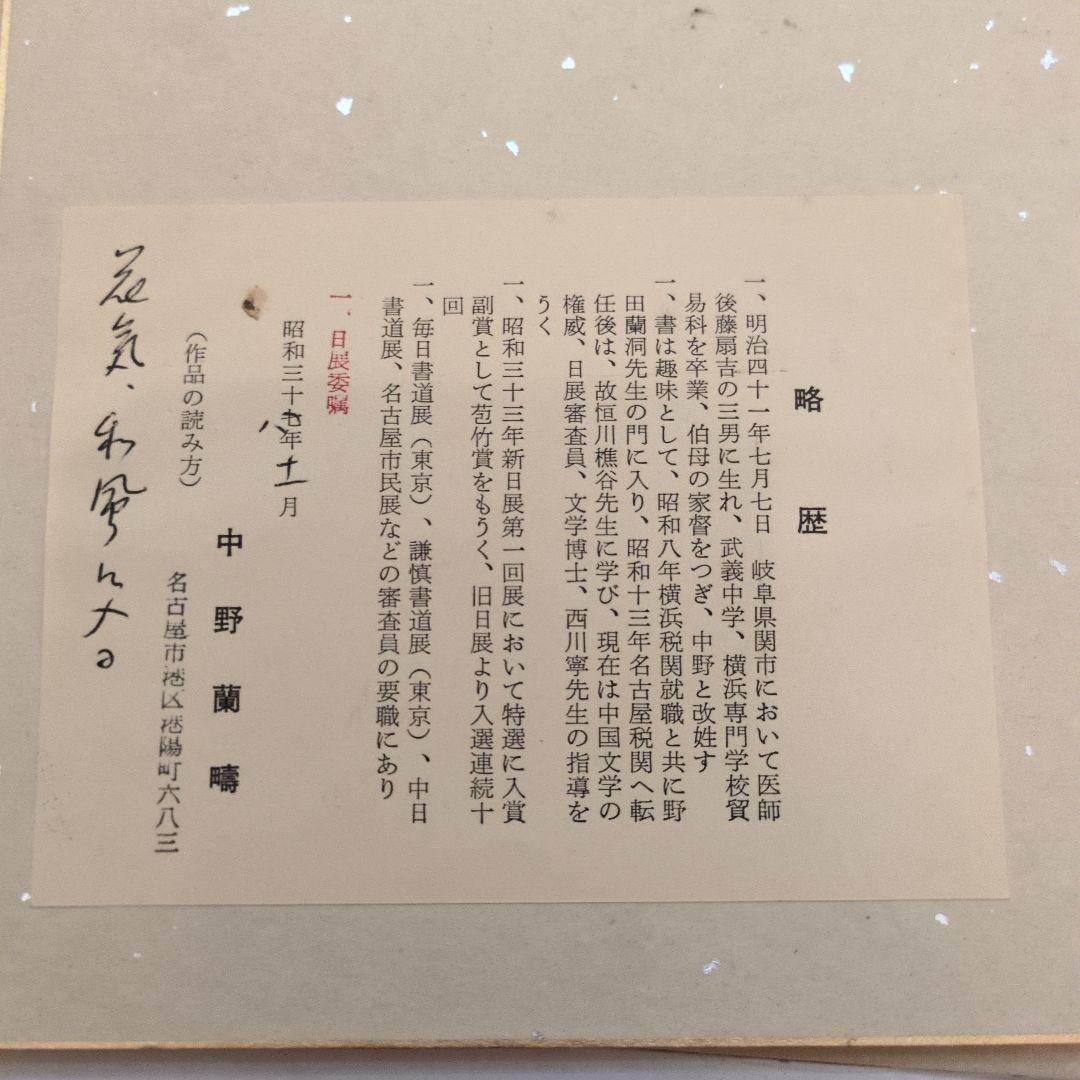 略歴
一、明治四十一年七月七日 岐阜県関市において医師
後藤扇吉の三男に生れ、武義中学、横浜専門学校貿
易科を卒業、伯母の家督をつぎ、中野と改姓す
一、書は趣味として、昭和八年横浜税関就職と共に野
田蘭洞先生の門に入り、昭和十三年名古屋税関へ転
任後は、故恒川樵谷先生に学び、現在は中国文学の
権威、日展審査員、文学博士、西川寧先生の指導を
うく
一、昭和三十三年新日展第一回展において特選に入賞
副賞として苞竹賞をもうく、旧日展より入選連続十
回
一、毎日書道展（東京）、謙慎書道展（東京）、中日
書道展、名古屋市民展などの審査員の要職にあり
一、日展委嘱
昭和三十八年十一月
中野蘭疇
名古屋市港区港陽町六八三
（作品の読み方）
花気、和風に入る